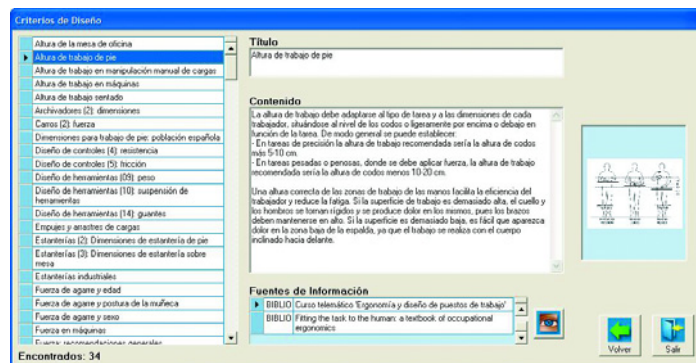 Criterios de Diseño
Altura de la mesa de oficina
Altura de trabajo de pie
Altura de trabajo en manipulación manual de cargas
Altura de trabajo en máquinas
Altura de trabajo sentado
Archivadores (2): dimensiones
Carros (2): fuerza
Dimensiones para trabajo de pie: población española
Diseño de controles (4): resistencia
Diseño de controles (5): fricción
Diseño de herramientas (09): peso
Diseño de herramientas (10): suspensión de
herramientas
Diseño de herramientas (14): guantes
Empujes y arrastres de cargas
Estanterías (2): Dimensiones de estantería de pie
Estanterías (3): Dimensiones de estantería sobre
mesa
Estanterías industriales
Fuerza de agarre y edad
Fuerza de agarre y postura de la muñeca
Fuerza de agarre y sexo
Fuerza en máquinas
Fuerza: recomendaciones generales
Encontrados: 34
Título
Altura de trabajo de pie
Contenido
La altura de trabajo debe adaptarse al tipo de tarea y a las dimensiones de cada
trabajador, situándose al nivel de los codos o ligeramente por encima o debajo en
función de la tarea. De modo general se puede establecer:
- En tareas de precisión la altura de trabajo recomendada sería la altura de codos
más 5-10 cm.
- En tareas pesadas o penosas, donde se debe aplicar fuerza, la altura de trabajo
recomendada sería la altura de codos menos 10-20 cm.
Una altura correcta de las zonas de trabajo de las manos facilita la eficiencia del
trabajador y reduce la fatiga. Si la superficie de trabajo es demasiado alta, el cuello y
los hombros se tornan rígidos y se produce dolor en los mismos, pues los brazos
deben mantenerse en alto. Si la superficie es demasiado baja, es fácil que aparezca
dolor en la zona baja de la espalda, ya que el trabajo se realiza con el cuerpo
inclinado hacia delante.
Fuentes de Información
BIBLIO Curso telemático 'Ergonomía y diseño de puestos de trabajo'
BIBLIO Fitting the task to the human: a textbook of occupational
ergonomics
Volver
Salir